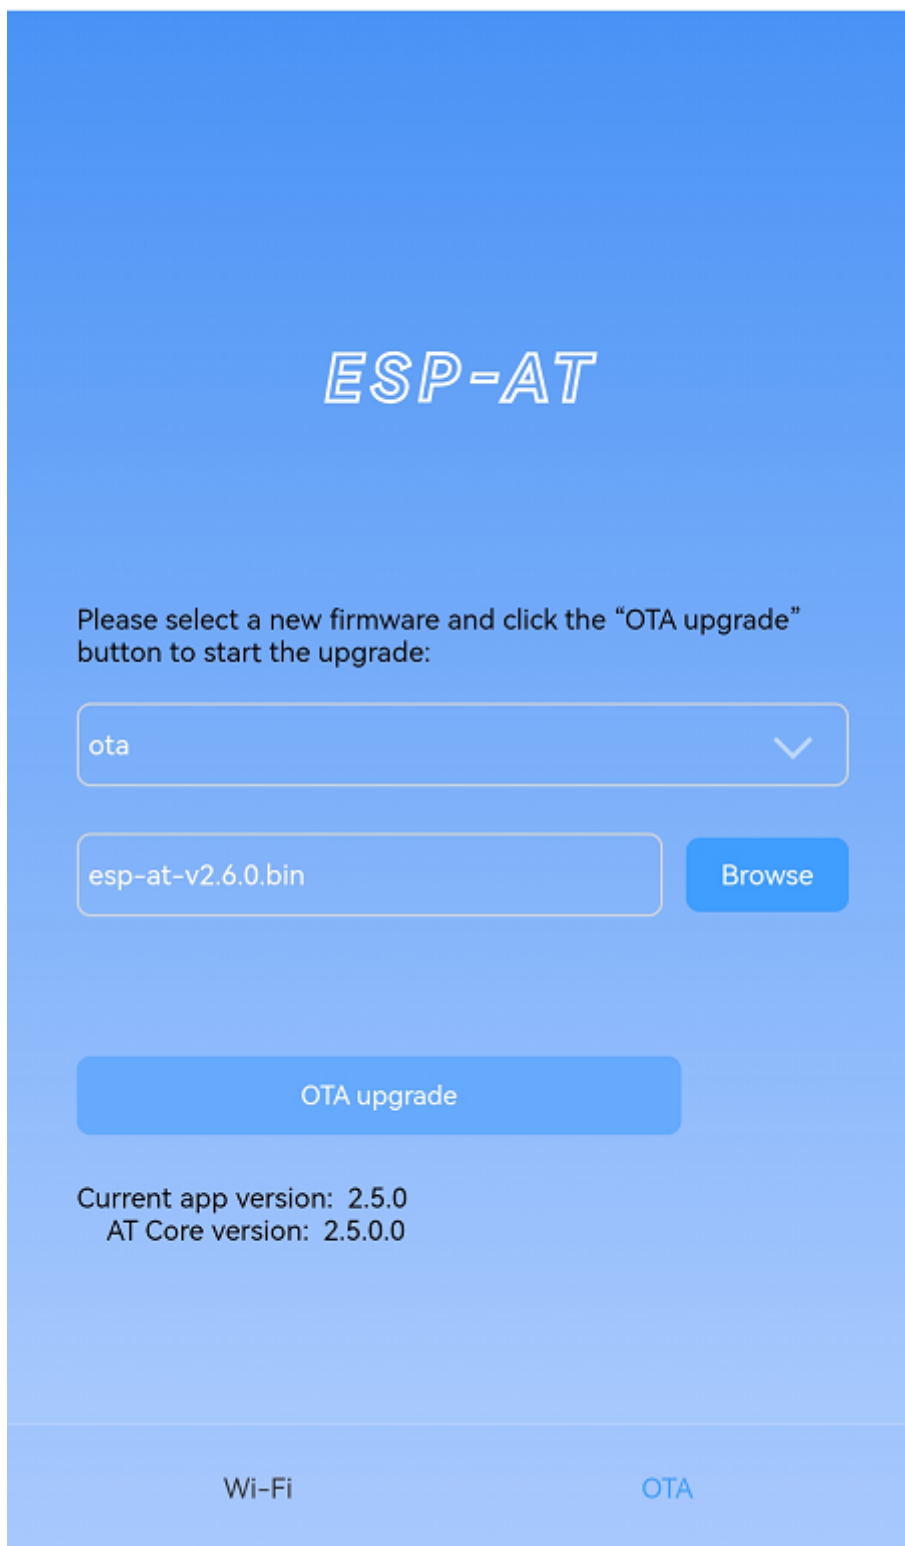 ESP-AT
Please select a new firmware and click the “OTA upgrade”
button to start the upgrade:
ota
esp-at-v2.6.0.bin
Browse
OTA upgrade
Current app version: 2.5.0
AT Core version: 2.5.0.0
Wi-Fi
OTA